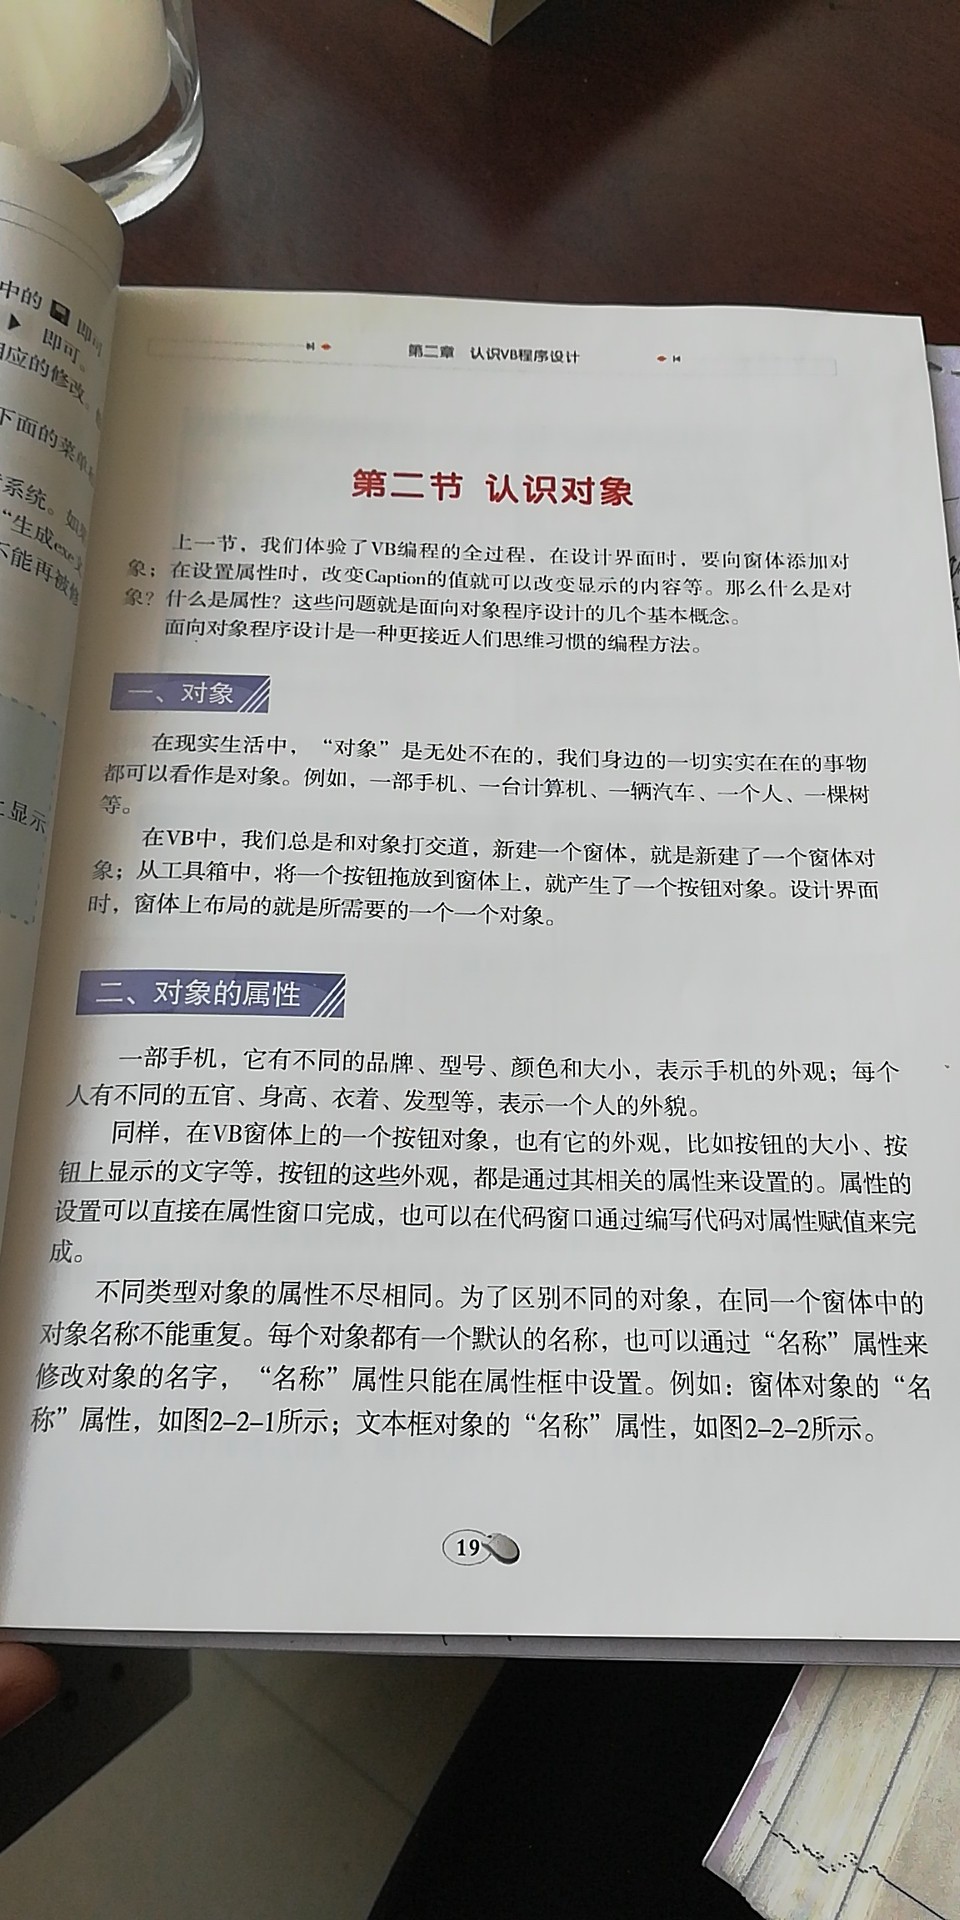 中的 即可
即可。
相应的修改。
下面的菜单
系统。如
“生成exe文
不能再被修
上显示
第二章 认识VB程序设计
第二节 认识对象
上一节，我们体验了VB编程的全过程，在设计界面时，要向窗体添加对
象；在设置属性时，改变Caption的值就可以改变显示的内容等。那么什么是对
象？什么是属性？这些问题就是面向对象程序设计的几个基本概念。
面向对象程序设计是一种更接近人们思维习惯的编程方法。
一、对象
在现实生活中，“对象”是无处不在的，我们身边的一切实实在在的事物
都可以看作是对象。例如，一部手机、一台计算机、一辆汽车、一个人、一棵树
等。
在VB中，我们总是和对象打交道，新建一个窗体，就是新建了一个窗体对
象；从工具箱中，将一个按钮拖放到窗体上，就产生了一个按钮对象。设计界面
时，窗体上布局的就是所需要的一个一个对象。
二、对象的属性
一部手机，它有不同的品牌、型号、颜色和大小，表示手机的外观；每个
人有不同的五官、身高、衣着、发型等，表示一个人的外貌。
同样，在VB窗体上的一个按钮对象，也有它的外观，比如按钮的大小、按
钮上显示的文字等，按钮的这些外观，都是通过其相关的属性来设置的。属性的
设置可以直接在属性窗口完成，也可以在代码窗口通过编写代码对属性赋值来完
成。
不同类型对象的属性不尽相同。为了区别不同的对象，在同一个窗体中的
对象名称不能重复。每个对象都有一个默认的名称，也可以通过“名称”属性来
修改对象的名字，“名称”属性只能在属性框中设置。例如：窗体对象的“名
称”属性，如图2-2-1所示；文本框对象的“名称”属性，如图2-2-2所示。
19